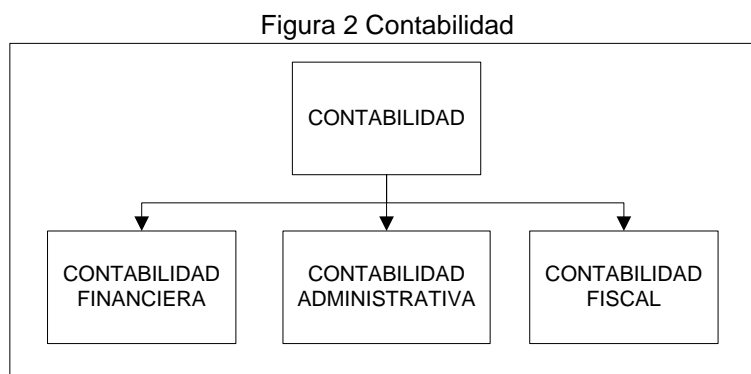 Figura 2 Contabilidad
CONTABILIDAD
CONTABILIDAD
FINANCIERA
CONTABILIDAD
ADMINISTRATIVA
CONTABILIDAD
FISCAL